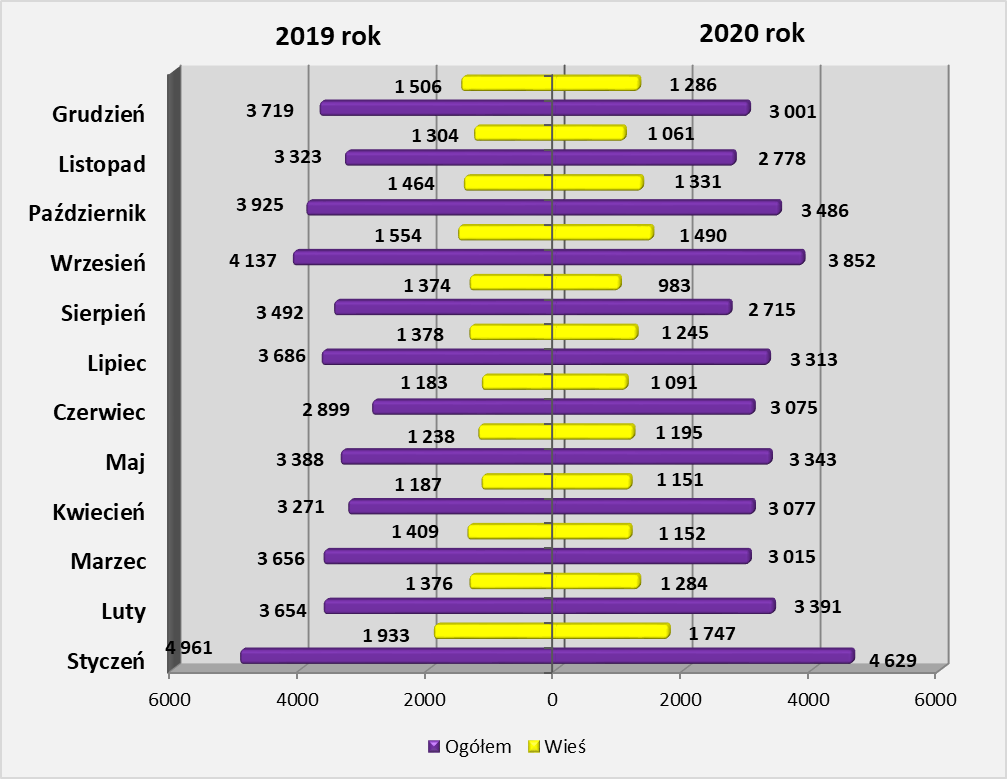 2019 rok 2020 rok
1 506 1 286
Grudzień 3 719 3 001
1 304 1 061
Listopad 3 323 2 778
1 464 1 331
Październik 3 925 3 486
1 554 1 490
Wrzesień 4 137 3 852
1 374 983
Sierpień 3 492 2 715
1 378 1 245
Lipiec 3 686 3 313
1 183 1 091
Czerwiec 2 899 3 075
1 238 1 195
Maj 3 388 3 343
1 187 1 151
Kwiecień 3 271 3 077
1 409 1 152
Marzec 3 656 3 015
1 376 1 284
Luty 3 654 3 391
1 933 1 747
Styczeń 4 961 4 629
6000 4000 2000 0 2000 4000 6000
Ogółem Wieś